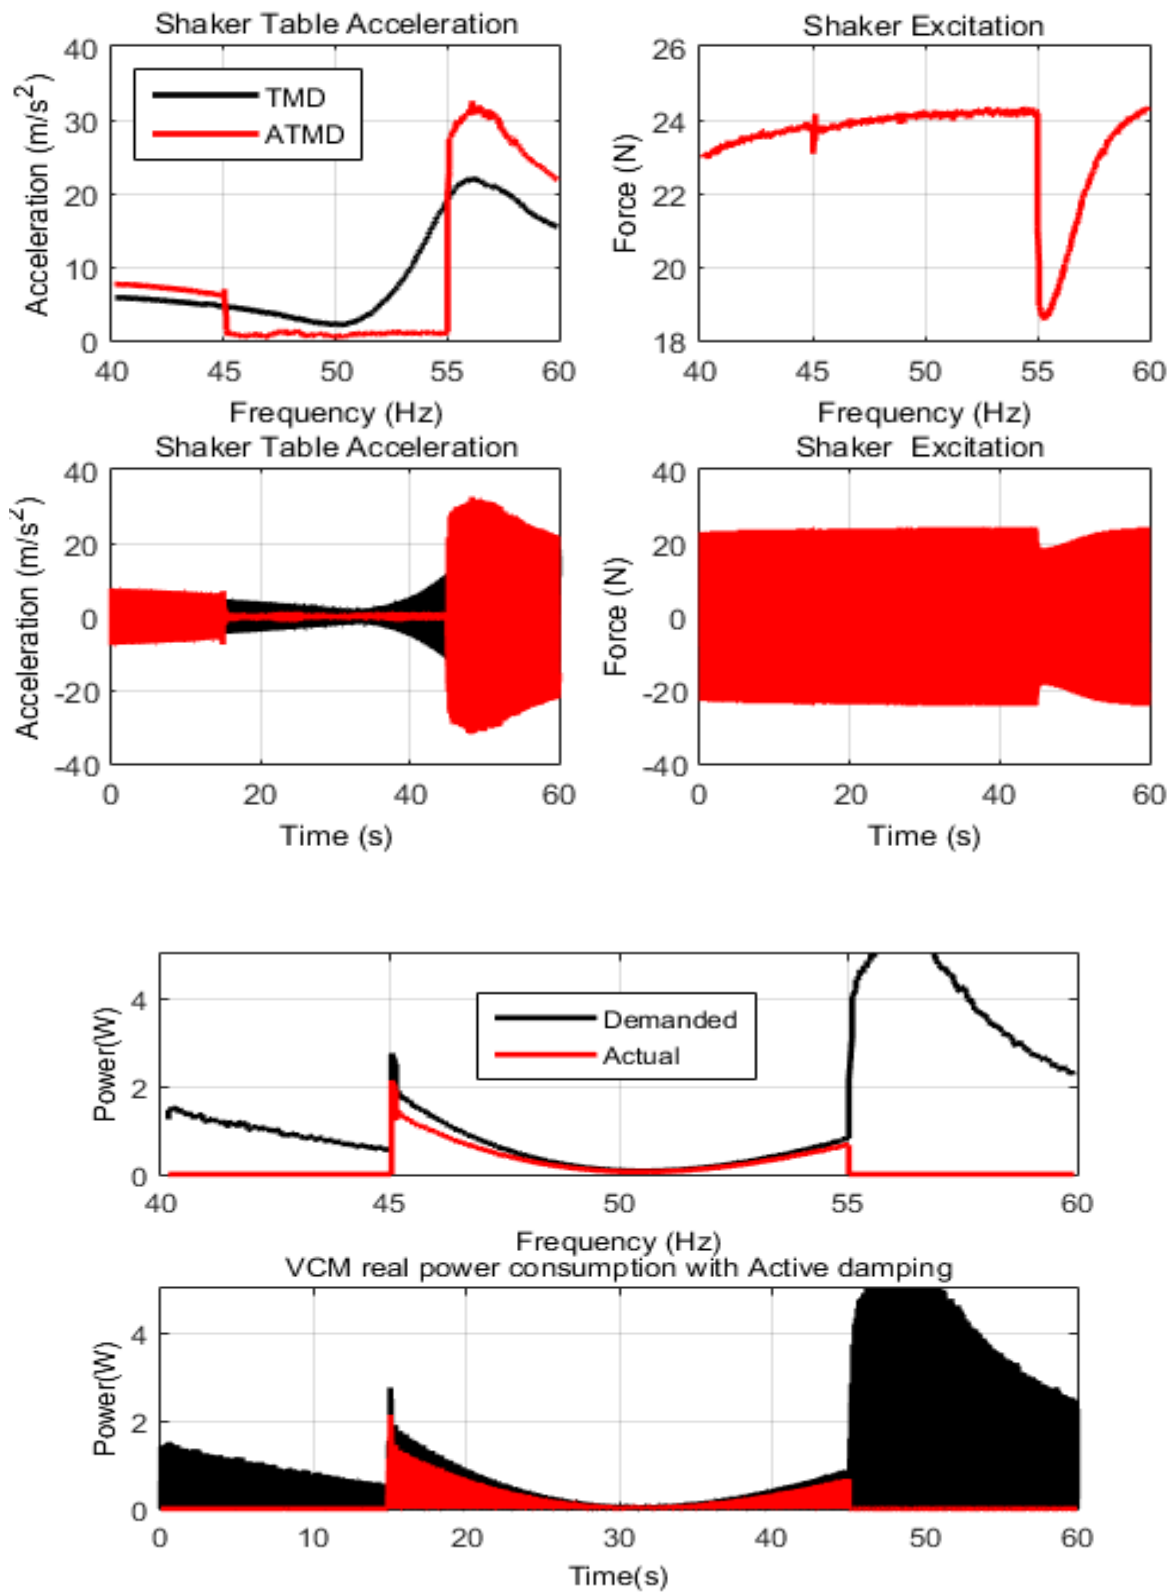 Shaker Table Acceleration
Acceleration (m/s²)
40
30
20
10
0
TMD
ATMD
40 45 50 55 60
Frequency (Hz)
Shaker Excitation
Force (N)
26
24
22
20
18
40 45 50 55 60
Frequency (Hz)
Shaker Table Acceleration
Acceleration (m/s²)
40
20
0
-20
-40
0 20 40 60
Time (s)
Shaker Excitation
Force (N)
40
20
0
-20
-40
0 20 40 60
Time (s)
Power(W)
4
2
0
Demanded
Actual
40 45 50 55 60
Frequency (Hz)
VCM real power consumption with Active damping
Power(W)
4
2
0
0 10 20 30 40 50 60
Time(s)